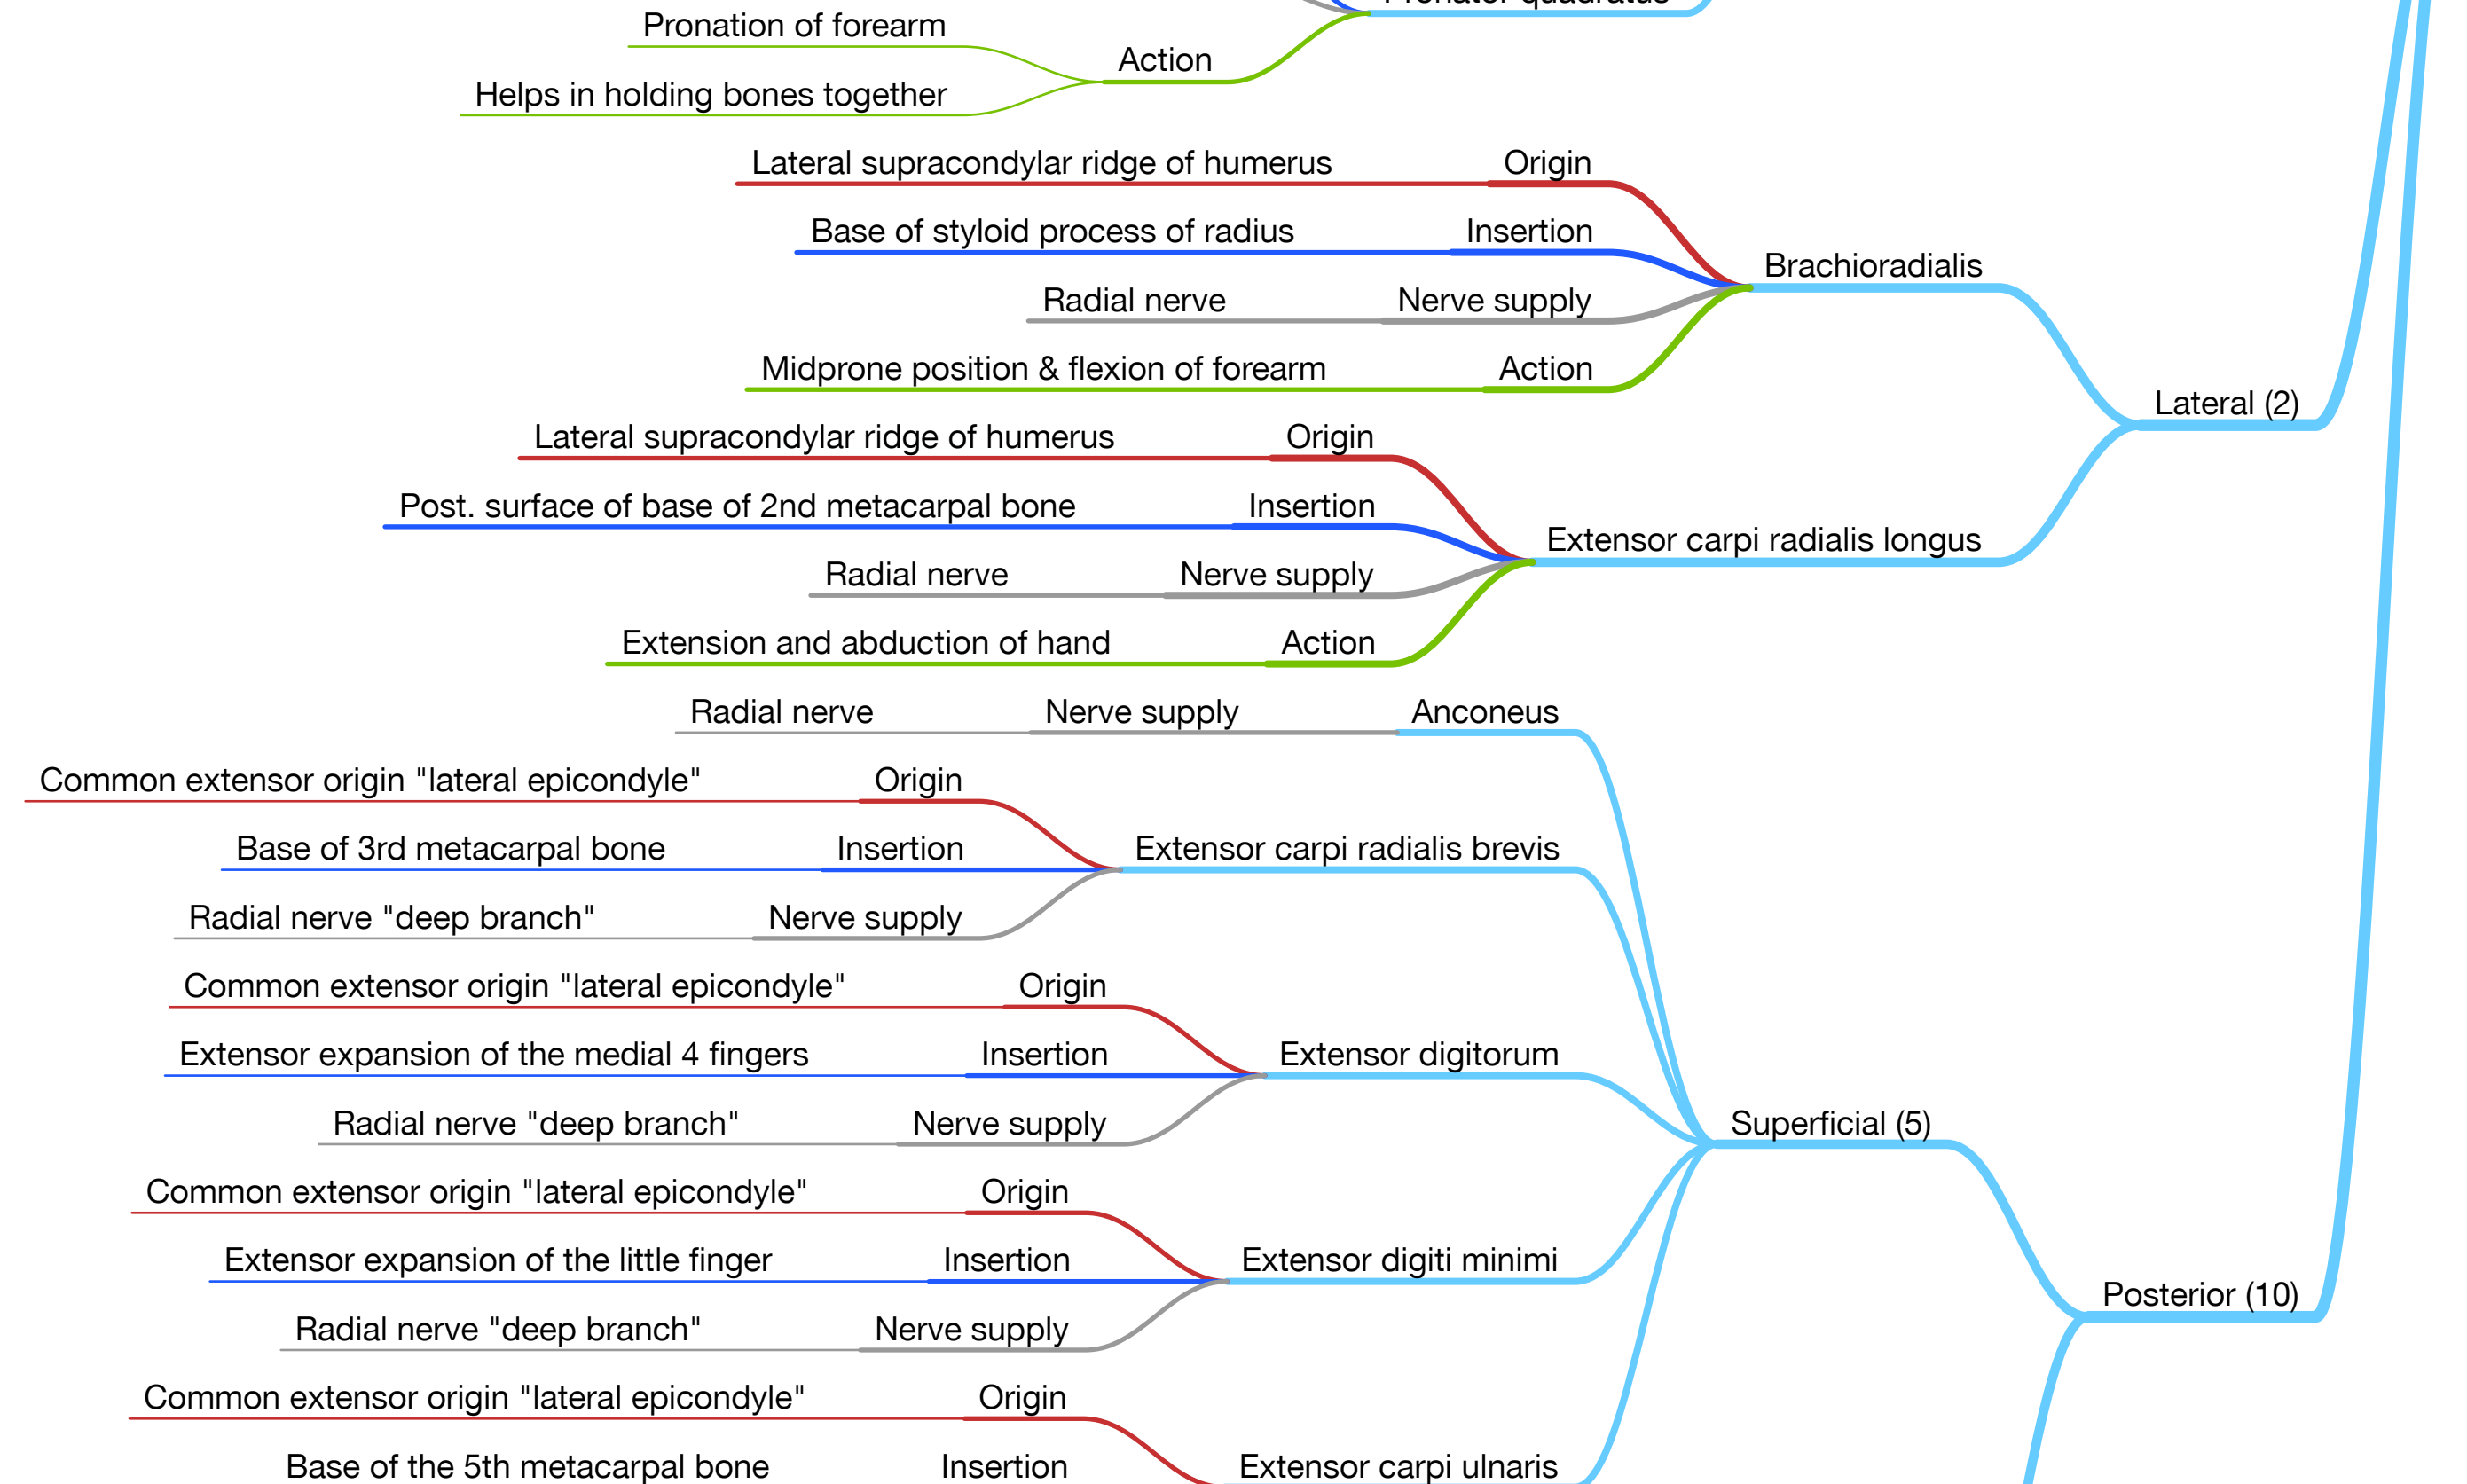 Pronator quadratus
Pronation of forearm
Action
Helps in holding bones together
Lateral supracondylar ridge of humerus
Origin
Base of styloid process of radius
Insertion
Brachioradialis
Radial nerve
Nerve supply
Midprone position & flexion of forearm
Action
Lateral (2)
Lateral supracondylar ridge of humerus
Origin
Post. surface of base of 2nd metacarpal bone
Insertion
Extensor carpi radialis longus
Radial nerve
Nerve supply
Extension and abduction of hand
Action
Radial nerve
Nerve supply
Anconeus
Common extensor origin "lateral epicondyle"
Origin
Base of 3rd metacarpal bone
Insertion
Extensor carpi radialis brevis
Radial nerve "deep branch"
Nerve supply
Common extensor origin "lateral epicondyle"
Origin
Extensor expansion of the medial 4 fingers
Insertion
Extensor digitorum
Radial nerve "deep branch"
Nerve supply
Superficial (5)
Common extensor origin "lateral epicondyle"
Origin
Extensor expansion of the little finger
Insertion
Extensor digiti minimi
Posterior (10)
Radial nerve "deep branch"
Nerve supply
Common extensor origin "lateral epicondyle"
Origin
Base of the 5th metacarpal bone
Insertion
Extensor carpi ulnaris